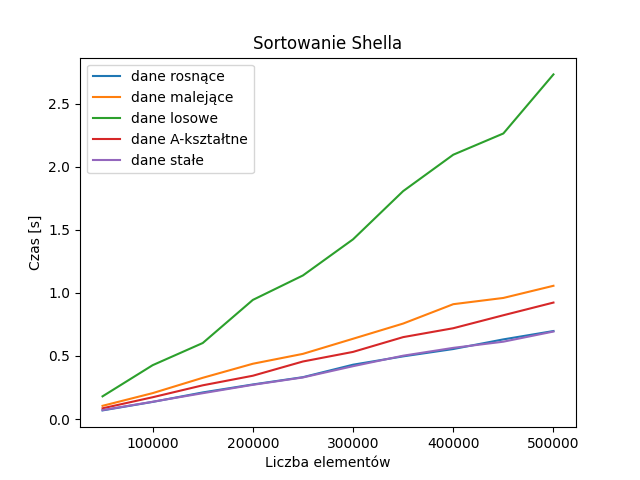 Sortowanie Shella
dane rosnące
dane malejące
dane losowe
dane A-kształtne
dane stałe
Czas [s]
2.5
2.0
1.5
1.0
0.5
0.0
100000 200000 300000 400000 500000
Liczba elementów